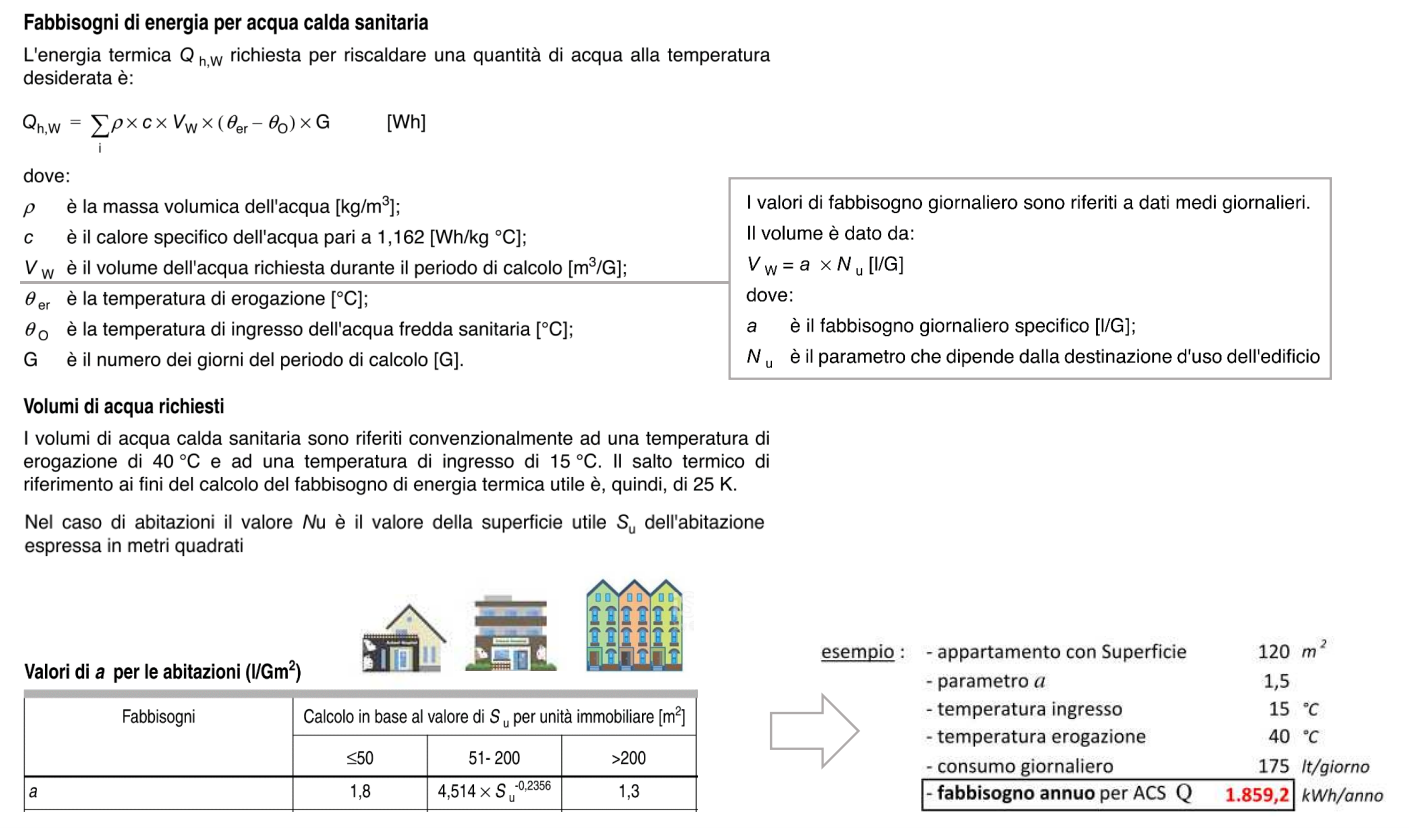 Fabbisogni di energia per acqua calda sanitaria
L'energia termica Q h,W richiesta per riscaldare una quantità di acqua alla temperatura
desiderata è:
Qh,W = ∑ ρ × c × VW × (θer – θO) × G [Wh]
i
dove:
ρ è la massa volumica dell'acqua [kg/m³];
c è il calore specifico dell'acqua pari a 1,162 [Wh/kg °C];
V W è il volume dell'acqua richiesta durante il periodo di calcolo [m³/G];
θ er è la temperatura di erogazione [°C];
θ O è la temperatura di ingresso dell'acqua fredda sanitaria [°C];
G è il numero dei giorni del periodo di calcolo [G].
I valori di fabbisogno giornaliero sono riferiti a dati medi giornalieri.
Il volume è dato da:
V W = a × N u [l/G]
dove:
a è il fabbisogno giornaliero specifico [l/G];
N u è il parametro che dipende dalla destinazione d'uso dell'edificio
Volumi di acqua richiesti
I volumi di acqua calda sanitaria sono riferiti convenzionalmente ad una temperatura di
erogazione di 40 °C e ad una temperatura di ingresso di 15 °C. Il salto termico di
riferimento ai fini del calcolo del fabbisogno di energia termica utile è, quindi, di 25 K.
Nel caso di abitazioni il valore Nu è il valore della superficie utile Su dell'abitazione
espressa in metri quadrati
Valori di a per le abitazioni (l/Gm²)
Fabbisogni Calcolo in base al valore di S u per unità immobiliare [m²]
≤50 51- 200 >200
a 1,8 4,514 × S u^-0,2356 1,3
esempio : - appartamento con Superficie 120 m²
- parametro a 1,5
- temperatura ingresso 15 °C
- temperatura erogazione 40 °C
- consumo giornaliero 175 lt/giorno
- fabbisogno annuo per ACS Q 1.859,2 kWh/anno